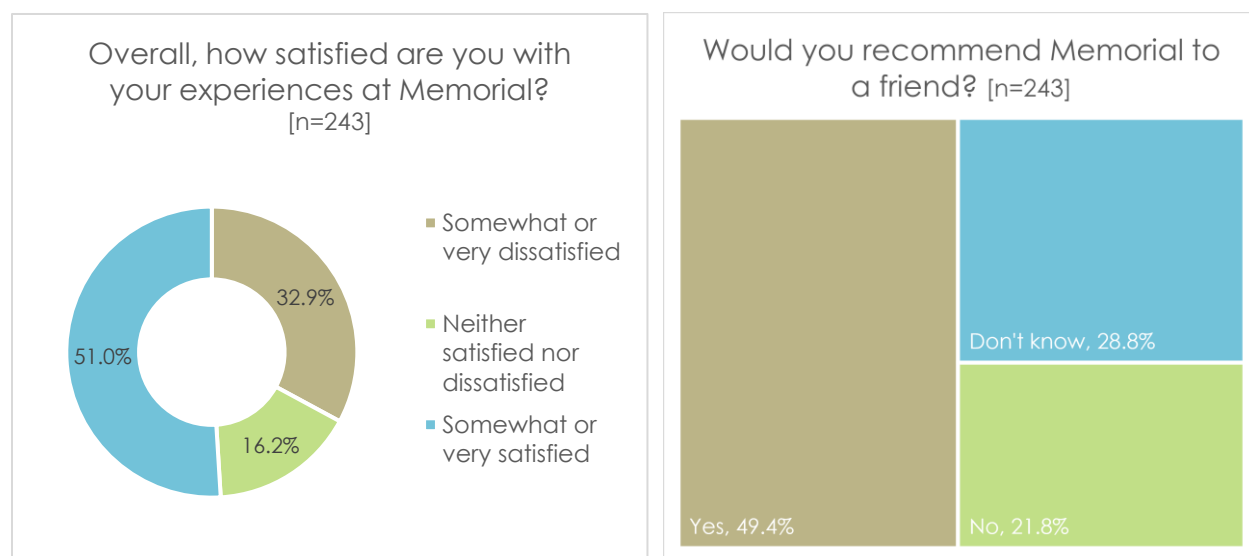 Overall, how satisfied are you with
your experiences at Memorial?
[n=243]
32.9%
51.0%
16.2%
Somewhat or
very dissatisfied
Neither
satisfied nor
dissatisfied
Somewhat or
very satisfied
Would you recommend Memorial to
a friend? [n=243]
Don't know, 28.8%
Yes, 49.4%
No, 21.8%